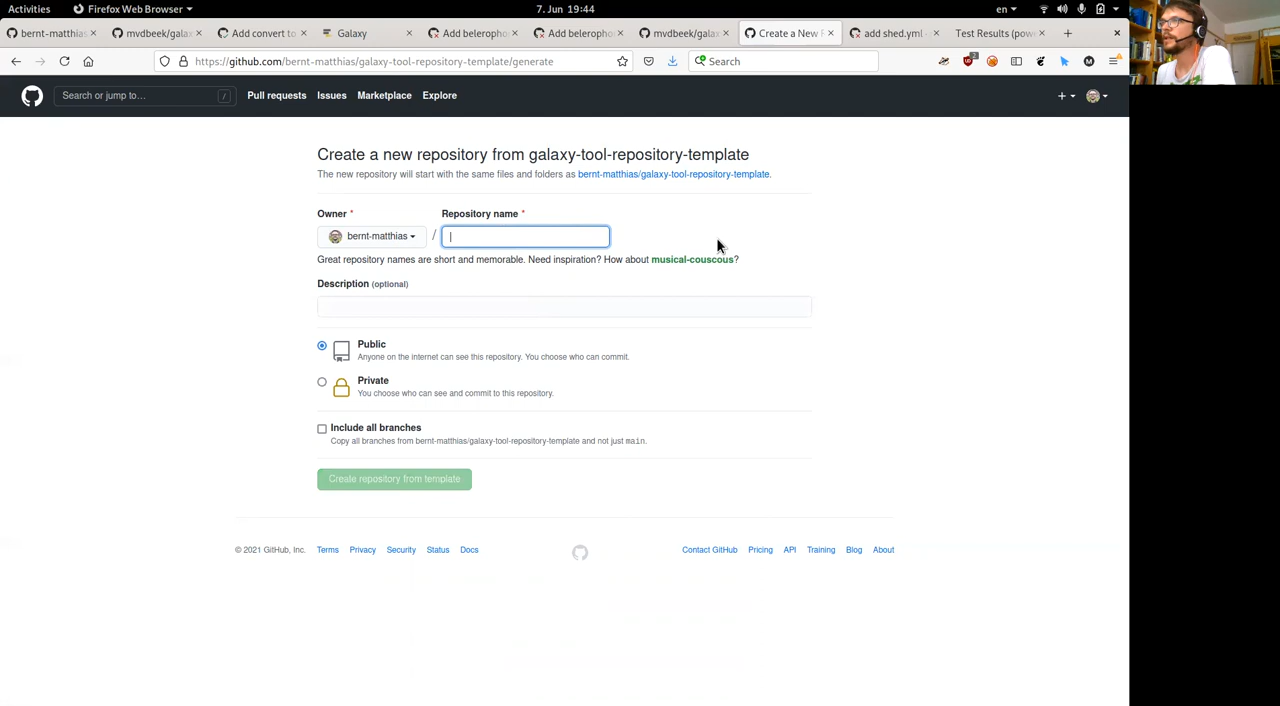 Activities Firefox Web Browser 7. Jun 19:44 en
bernt-matthias mvdbeek/gala Add convert to Galaxy Add beleropho Add beleropho mvdbeek/gala Create a New R add shed.yml · Test Results (pow
https://github.com/bernt-matthias/galaxy-tool-repository-template/generate Search
Search or jump to… / Pull requests Issues Marketplace Explore
Create a new repository from galaxy-tool-repository-template
The new repository will start with the same files and folders as bernt-matthias/galaxy-tool-repository-template.
Owner * Repository name *
bernt-matthias /
Great repository names are short and memorable. Need inspiration? How about musical-couscous?
Description (optional)
Public
Anyone on the internet can see this repository. You choose who can commit.
Private
You choose who can see and commit to this repository.
Include all branches
Copy all branches from bernt-matthias/galaxy-tool-repository-template and not just main.
Create repository from template
© 2021 GitHub, Inc. Terms Privacy Security Status Docs Contact GitHub Pricing API Training Blog About